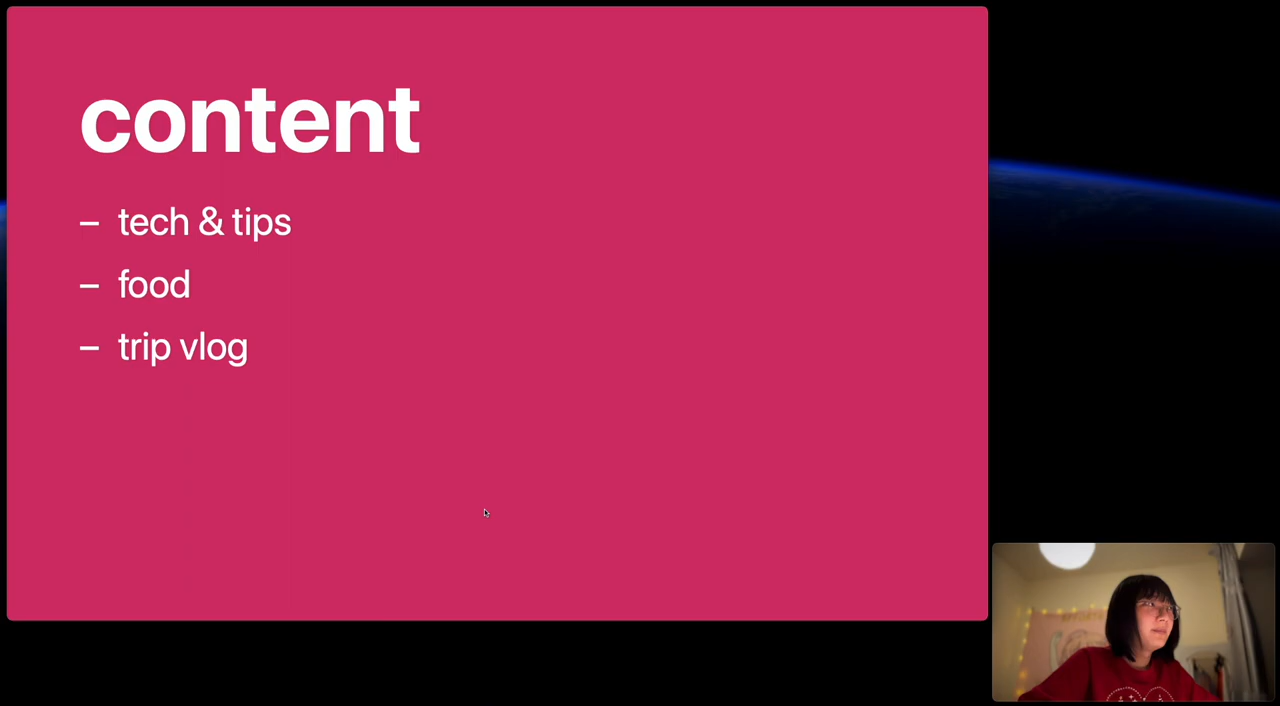 content
– tech & tips
– food
– trip vlog